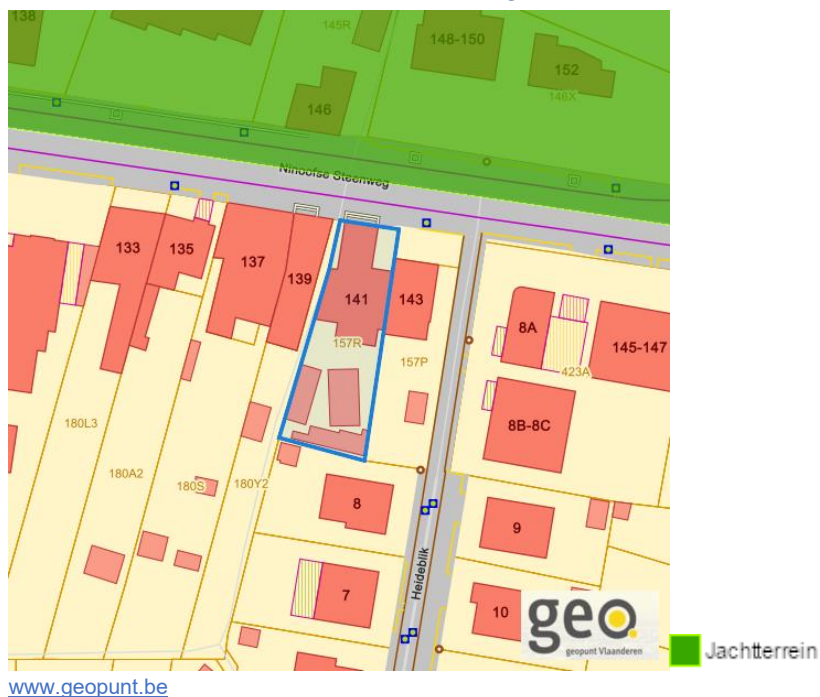 138
145R
148-150
152
146X
146
Ninoofse Steenweg
133
135
137
139
141
143
157R
157P
8A
145-147
423A
8B-8C
180L3
180A2
180S
180Y2
8
9
7
10
Heideblik
geo.
geopunt Vlaanderen
Jachtterrein
www.geopunt.be